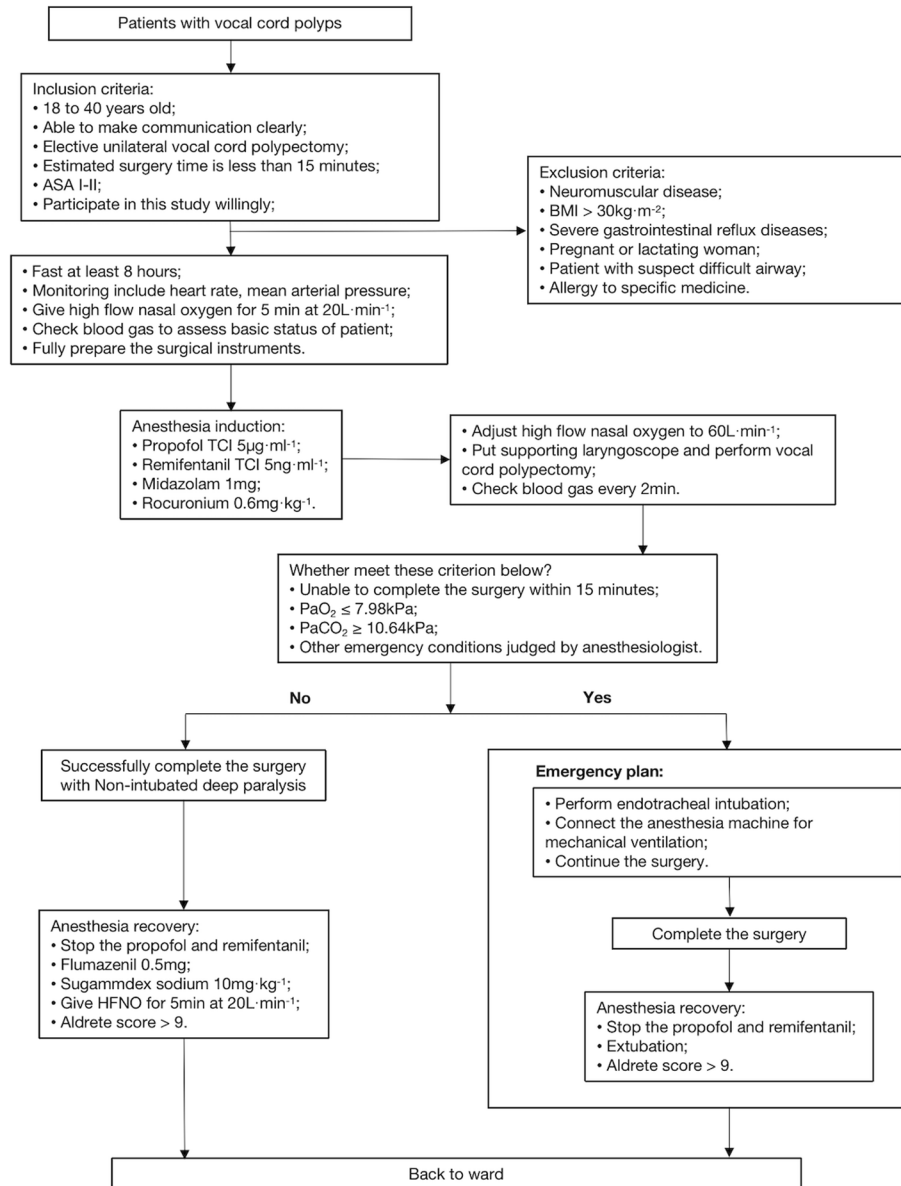 Patients with vocal cord polyps
Inclusion criteria:
• 18 to 40 years old;
• Able to make communication clearly;
• Elective unilateral vocal cord polypectomy;
• Estimated surgery time is less than 15 minutes;
• ASA I-II;
• Participate in this study willingly;
Exclusion criteria:
• Neuromuscular disease;
• BMI > 30kg·m⁻²;
• Severe gastrointestinal reflux diseases;
• Pregnant or lactating woman;
• Patient with suspect difficult airway;
• Allergy to specific medicine.
• Fast at least 8 hours;
• Monitoring include heart rate, mean arterial pressure;
• Give high flow nasal oxygen for 5 min at 20L·min⁻¹;
• Check blood gas to assess basic status of patient;
• Fully prepare the surgical instruments.
Anesthesia induction:
• Propofol TCI 5μg·ml⁻¹;
• Remifentanil TCI 5ng·ml⁻¹;
• Midazolam 1mg;
• Rocuronium 0.6mg·kg⁻¹.
• Adjust high flow nasal oxygen to 60L·min⁻¹;
• Put supporting laryngoscope and perform vocal
cord polypectomy;
• Check blood gas every 2min.
Whether meet these criterion below?
• Unable to complete the surgery within 15 minutes;
• PaO₂ ≤ 7.98kPa;
• PaCO₂ ≥ 10.64kPa;
• Other emergency conditions judged by anesthesiologist.
No
Yes
Successfully complete the surgery
with Non-intubated deep paralysis
Anesthesia recovery:
• Stop the propofol and remifentanil;
• Flumazenil 0.5mg;
• Sugammdex sodium 10mg·kg⁻¹;
• Give HFNO for 5min at 20L·min⁻¹;
• Aldrete score > 9.
Emergency plan:
• Perform endotracheal intubation;
• Connect the anesthesia machine for
mechanical ventilation;
• Continue the surgery.
Complete the surgery
Anesthesia recovery:
• Stop the propofol and remifentanil;
• Extubation;
• Aldrete score > 9.
Back to ward